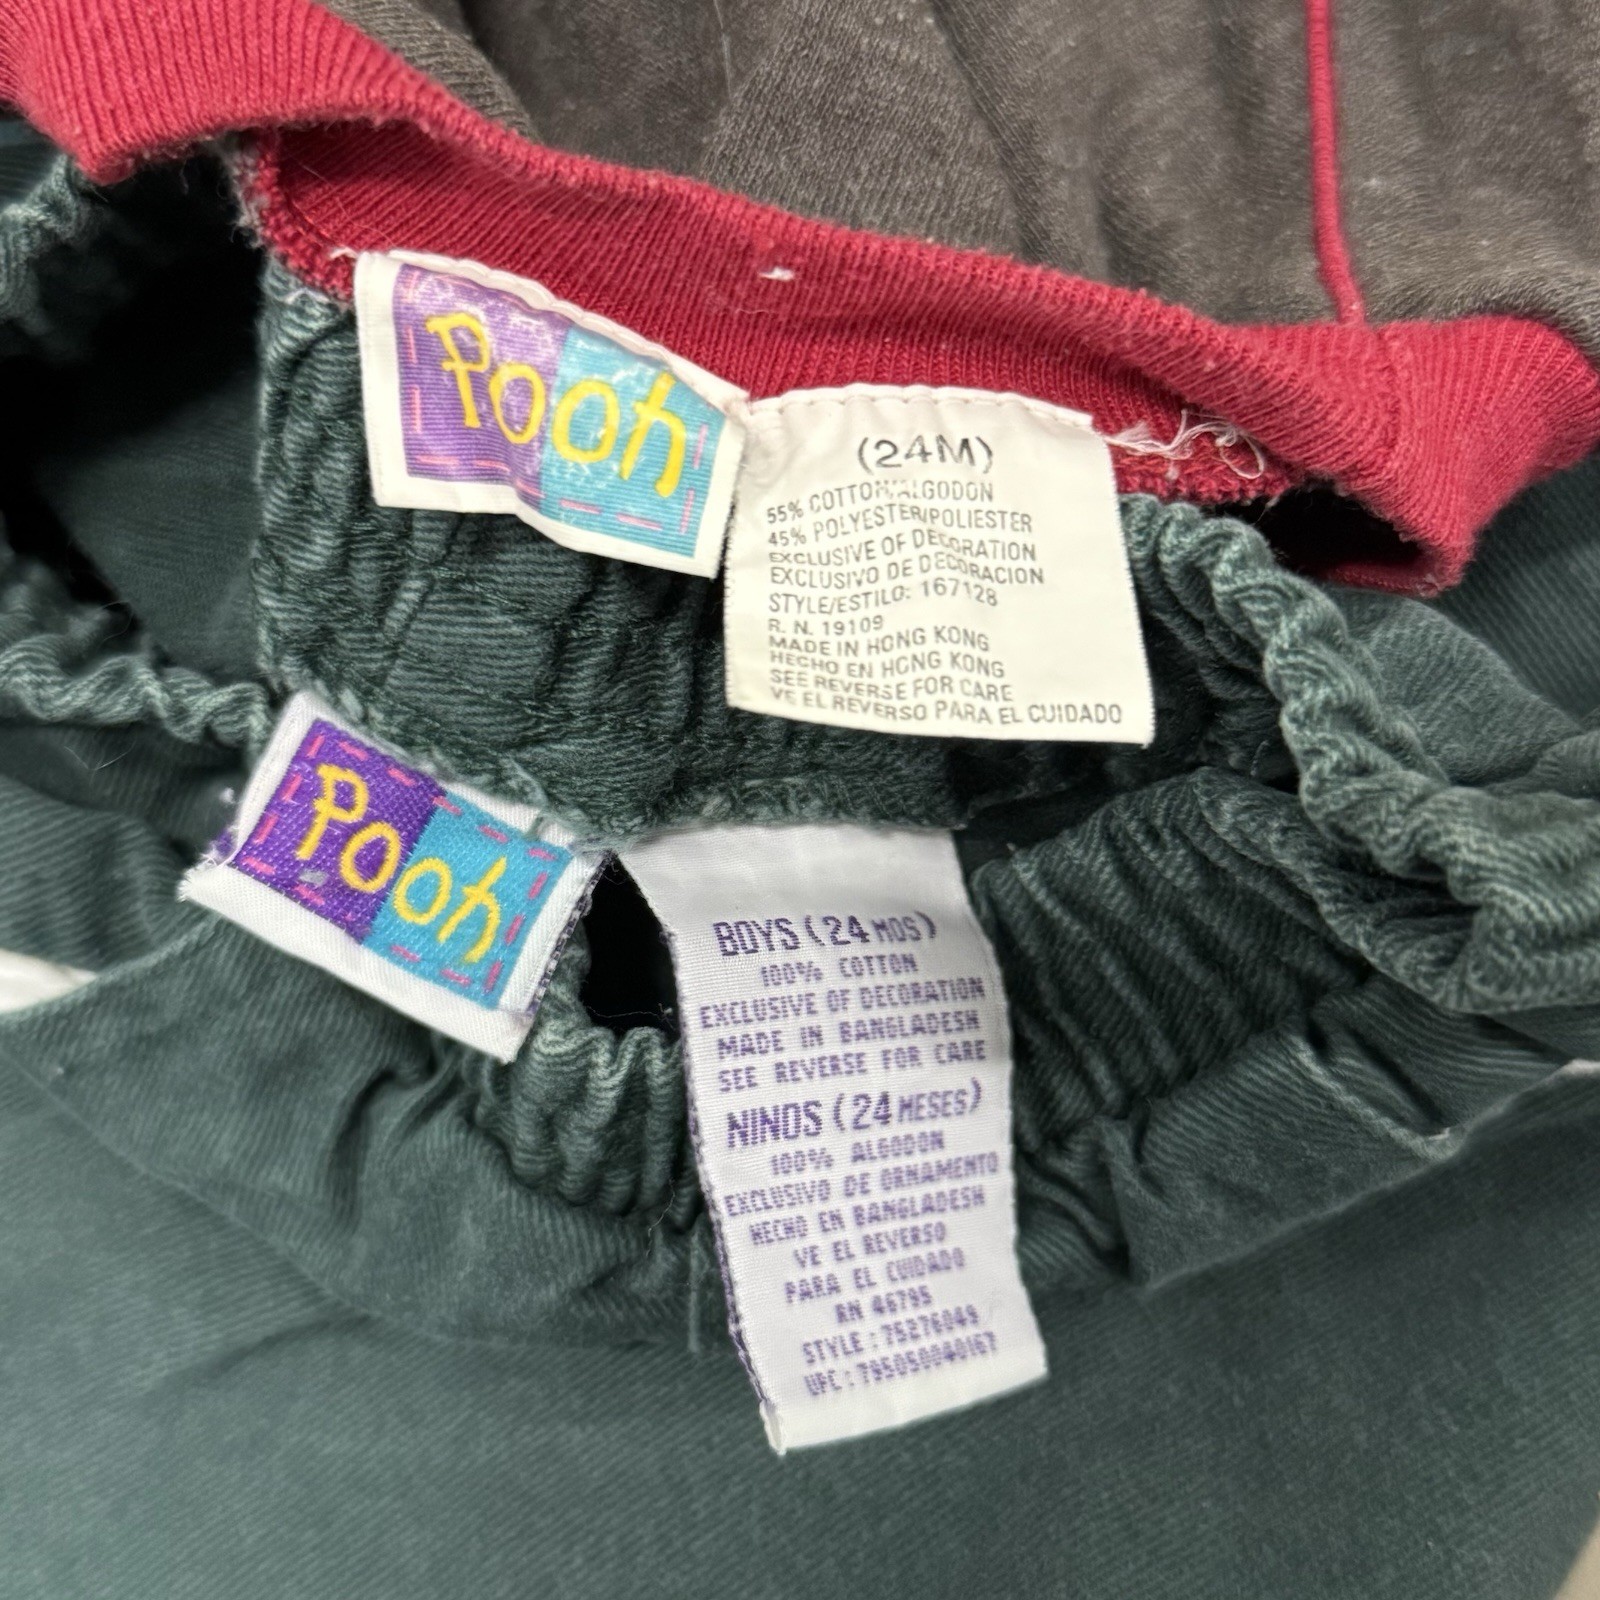 Pooh
(24M)
55% COTTON/ALGODON
45% POLYESTER/POLIESTER
EXCLUSIVE OF DECORATION
EXCLUSIVO DE DECORACION
STYLE/ESTILO: 167128
R. N. 19109
MADE IN HONG KONG
HECHO EN HONG KONG
SEE REVERSE FOR CARE
VE EL REVERSO PARA EL CUIDADO
Pooh
BOYS (24 MOS)
100% COTTON
EXCLUSIVE OF DECORATION
MADE IN BANGLADESH
SEE REVERSE FOR CARE
NINOS (24 MESES)
100% ALGODON
EXCLUSIVO DE ORNAMENTO
HECHO EN BANGLADESH
VE EL REVERSO
PARA EL CUIDADO
RN 46795
STYLE : 75276049
UPC : 795050040167